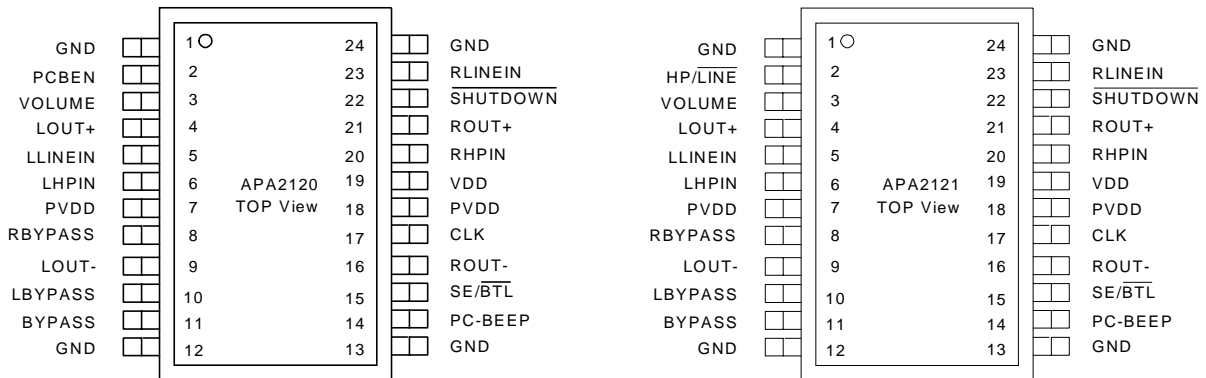 GND 1 24 GND
PCBEN 2 23 RLINEIN
VOLUME 3 22 SHUTDOWN
LOUT+ 4 21 ROUT+
LLINEIN 5 20 RHPIN
LHPIN 6 APA2120 19 VDD
PVDD 7 TOP View 18 PVDD
RBYPASS 8 17 CLK
LOUT- 9 16 ROUT-
LBYPASS 10 15 SE/BTL
BYPASS 11 14 PC-BEEP
GND 12 13 GND
GND 1 24 GND
HP/LINE 2 23 RLINEIN
VOLUME 3 22 SHUTDOWN
LOUT+ 4 21 ROUT+
LLINEIN 5 20 RHPIN
LHPIN 6 APA2121 19 VDD
PVDD 7 TOP View 18 PVDD
RBYPASS 8 17 CLK
LOUT- 9 16 ROUT-
LBYPASS 10 15 SE/BTL
BYPASS 11 14 PC-BEEP
GND 12 13 GND